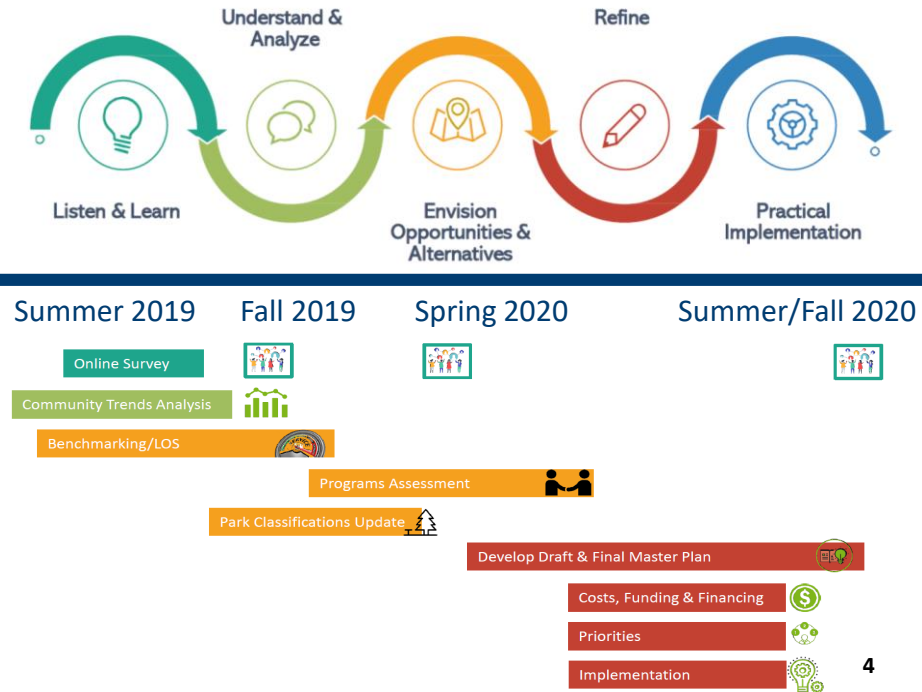 Understand &
Analyze
Refine
Listen & Learn
Envision
Opportunities &
Alternatives
Practical
Implementation
Summer 2019
Fall 2019
Spring 2020
Summer/Fall 2020
Online Survey
Community Trends Analysis
Benchmarking/LOS
Programs Assessment
Park Classifications Update
Develop Draft & Final Master Plan
Costs, Funding & Financing
$
Priorities
Implementation
4